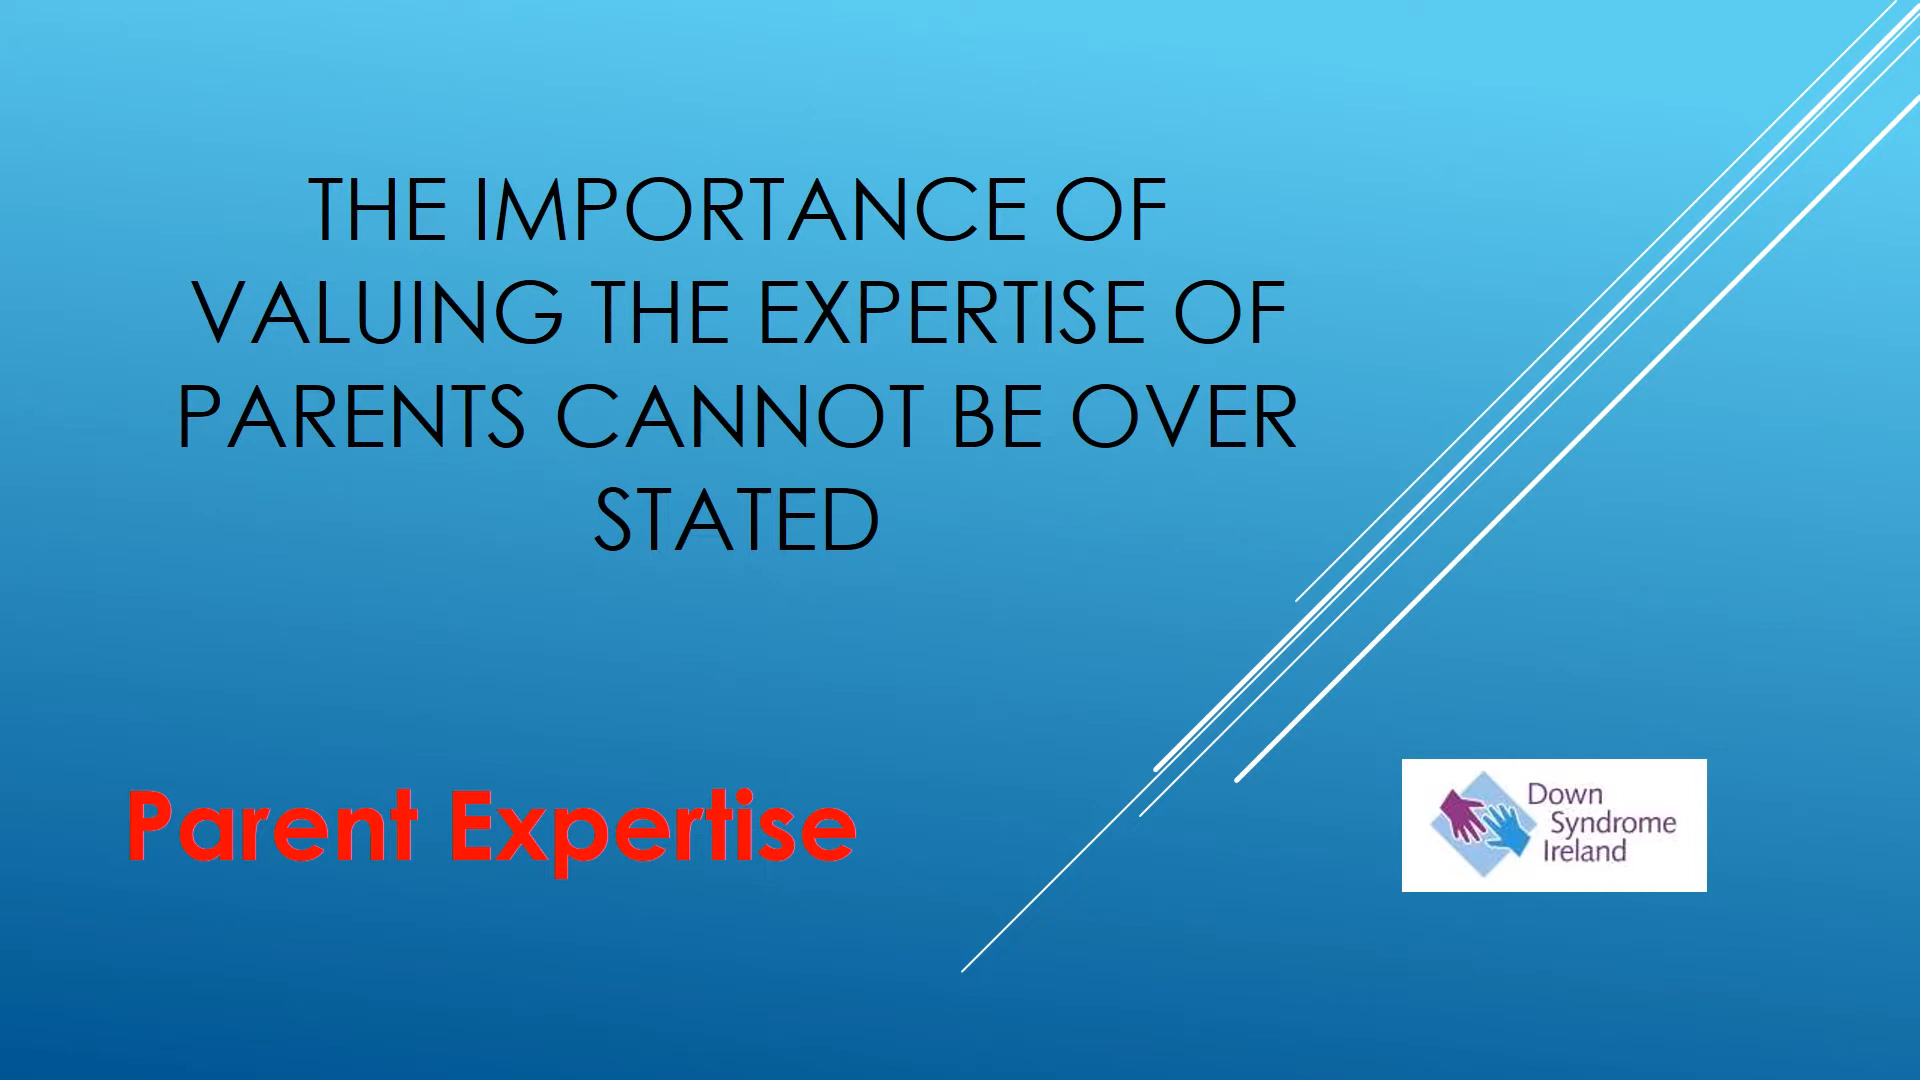 THE IMPORTANCE OF
VALUING THE EXPERTISE OF
PARENTS CANNOT BE OVER
STATED
Parent Expertise
Down
Syndrome
Ireland